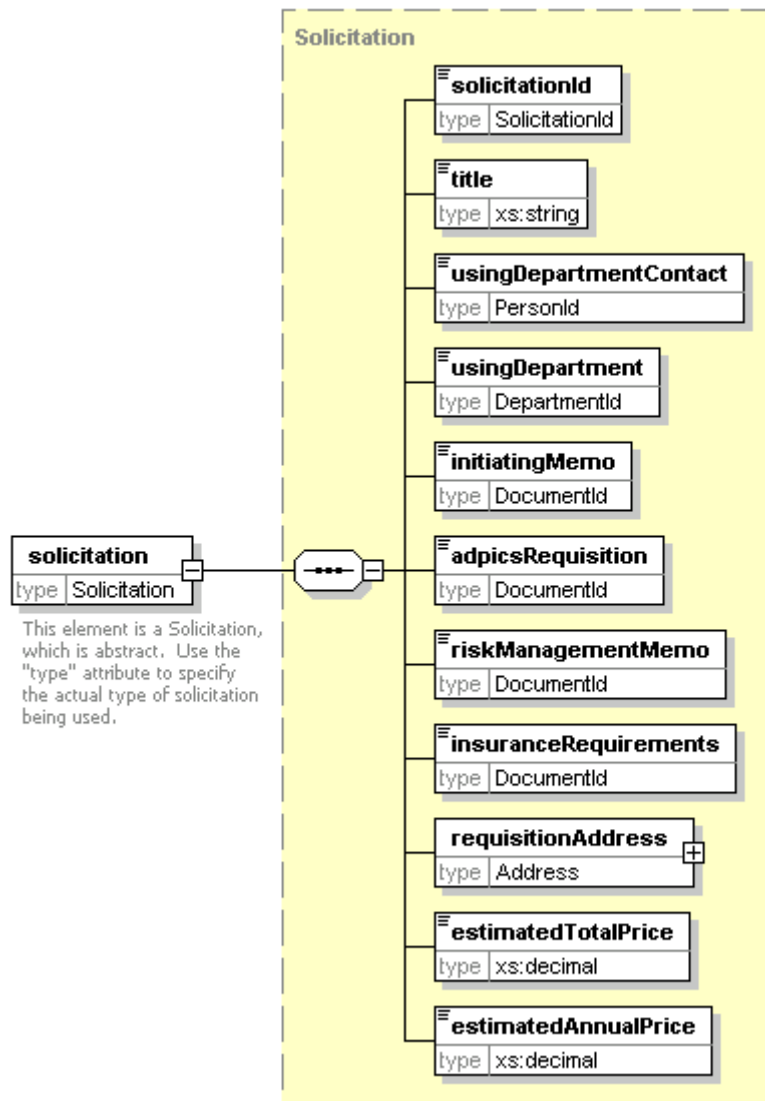 Solicitation
solicitationId
type SolicitationId
title
type xs:string
usingDepartmentContact
type PersonId
usingDepartment
type DepartmentId
initiatingMemo
type DocumentId
adpicsRequisition
type DocumentId
solicitation
type Solicitation
This element is a Solicitation,
which is abstract. Use the
"type" attribute to specify
the actual type of solicitation
being used.
riskManagementMemo
type DocumentId
insuranceRequirements
type DocumentId
requisitionAddress
type Address
estimatedTotalPrice
type xs:decimal
estimatedAnnualPrice
type xs:decimal